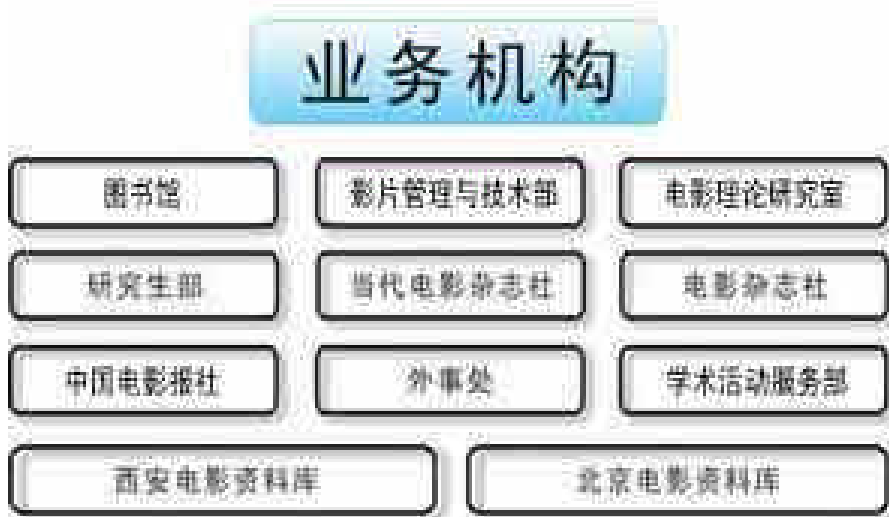 业务机构
图书馆
影片管理与技术部
电影理论研究室
研究生部
当代电影杂志社
电影杂志社
中国电影报社
外事处
学术活动服务部
西安电影资料库
北京电影资料库